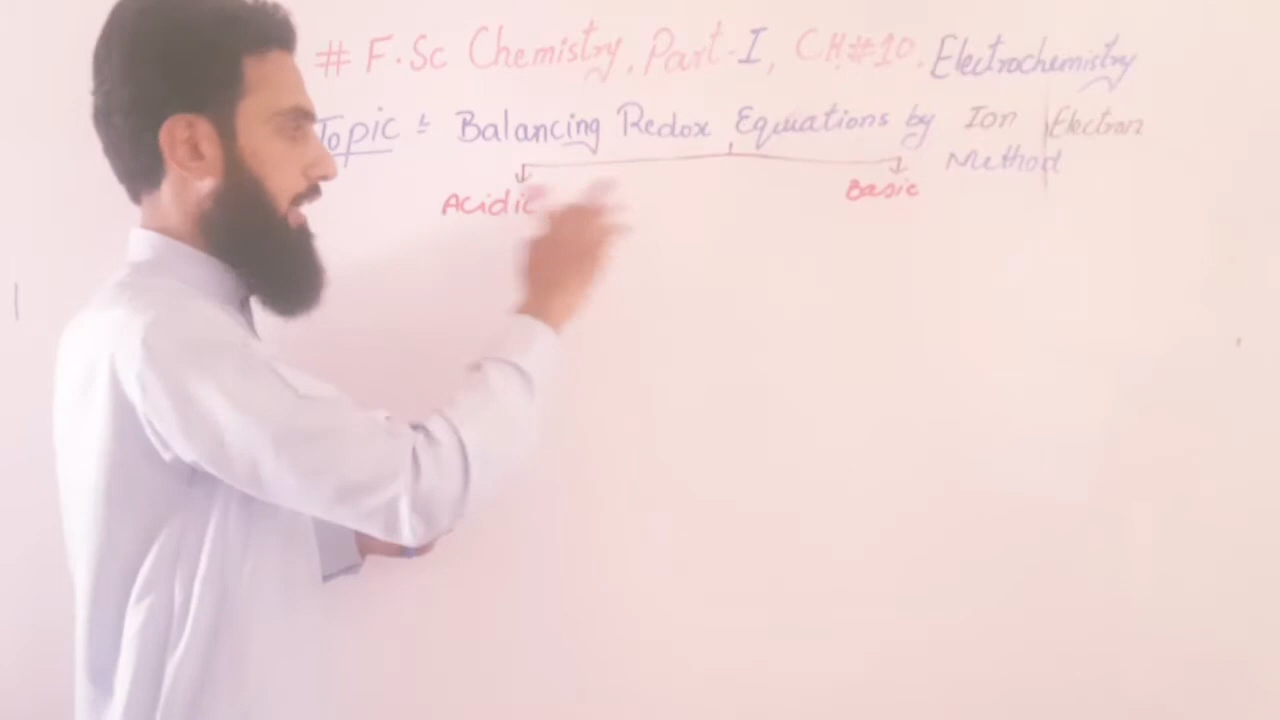 # F.Sc Chemistry, Part-I, CH#10. Electrochemistry
Topic : Balancing Redox Equations by Ion Electron
Method
Acidic Basic